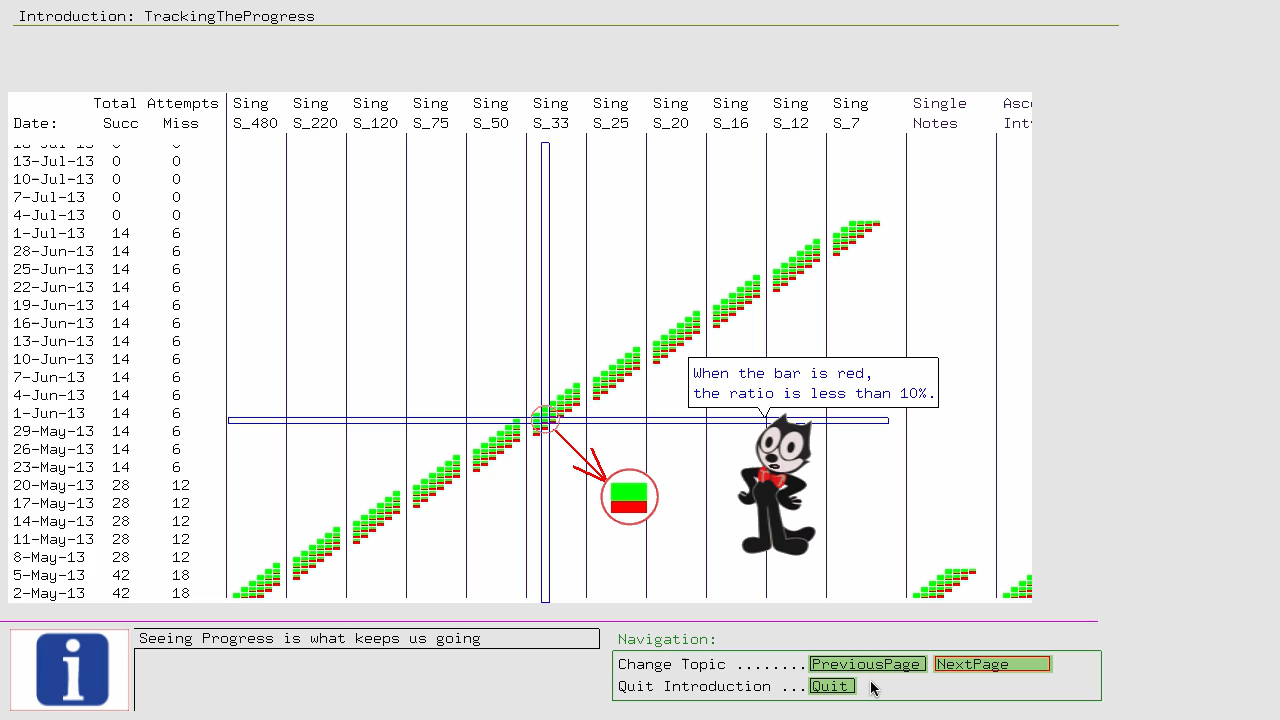 Introduction: TrackingTheProgress
Total Attempts Sing Sing Sing Sing Sing Sing Sing Sing Sing Sing Sing Single
Date: Succ Miss S_480 S_220 S_120 S_75 S_50 S_33 S_25 S_20 S_16 S_12 S_7 Notes
13-Jul-13 0 0
10-Jul-13 0 0
7-Jul-13 0 0
4-Jul-13 0 0
1-Jul-13 14 6
28-Jun-13 14 6
25-Jun-13 14 6
22-Jun-13 14 6
19-Jun-13 14 6
16-Jun-13 14 6
13-Jun-13 14 6
10-Jun-13 14 6
7-Jun-13 14 6
4-Jun-13 14 6
1-Jun-13 14 6
29-May-13 14 6
26-May-13 14 6
23-May-13 14 6
20-May-13 28 12
17-May-13 28 12
14-May-13 28 12
11-May-13 28 12
8-May-13 28 12
5-May-13 42 18
2-May-13 42 18
When the bar is red,
the ratio is less than 10%.
Seeing Progress is what keeps us going
Navigation:
Change Topic ........ PreviousPage NextPage
Quit Introduction ... Quit